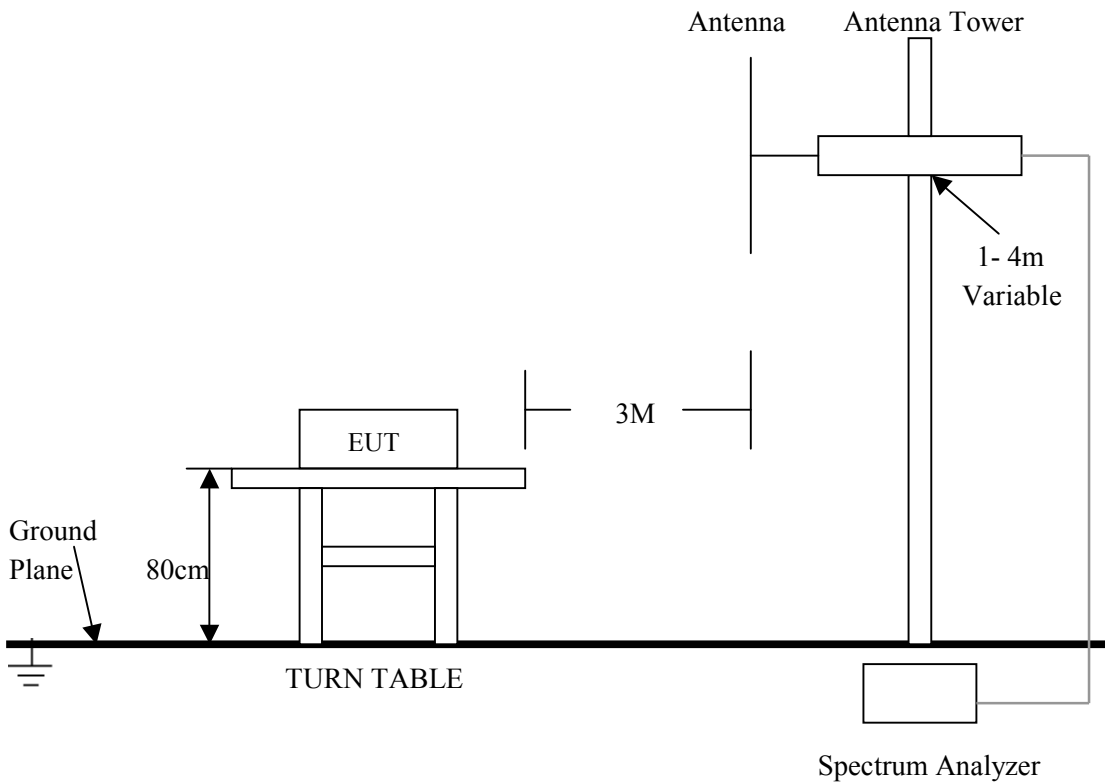 Antenna
Antenna Tower
1- 4m
Variable
3M
EUT
Ground
Plane
80cm
TURN TABLE
Spectrum Analyzer